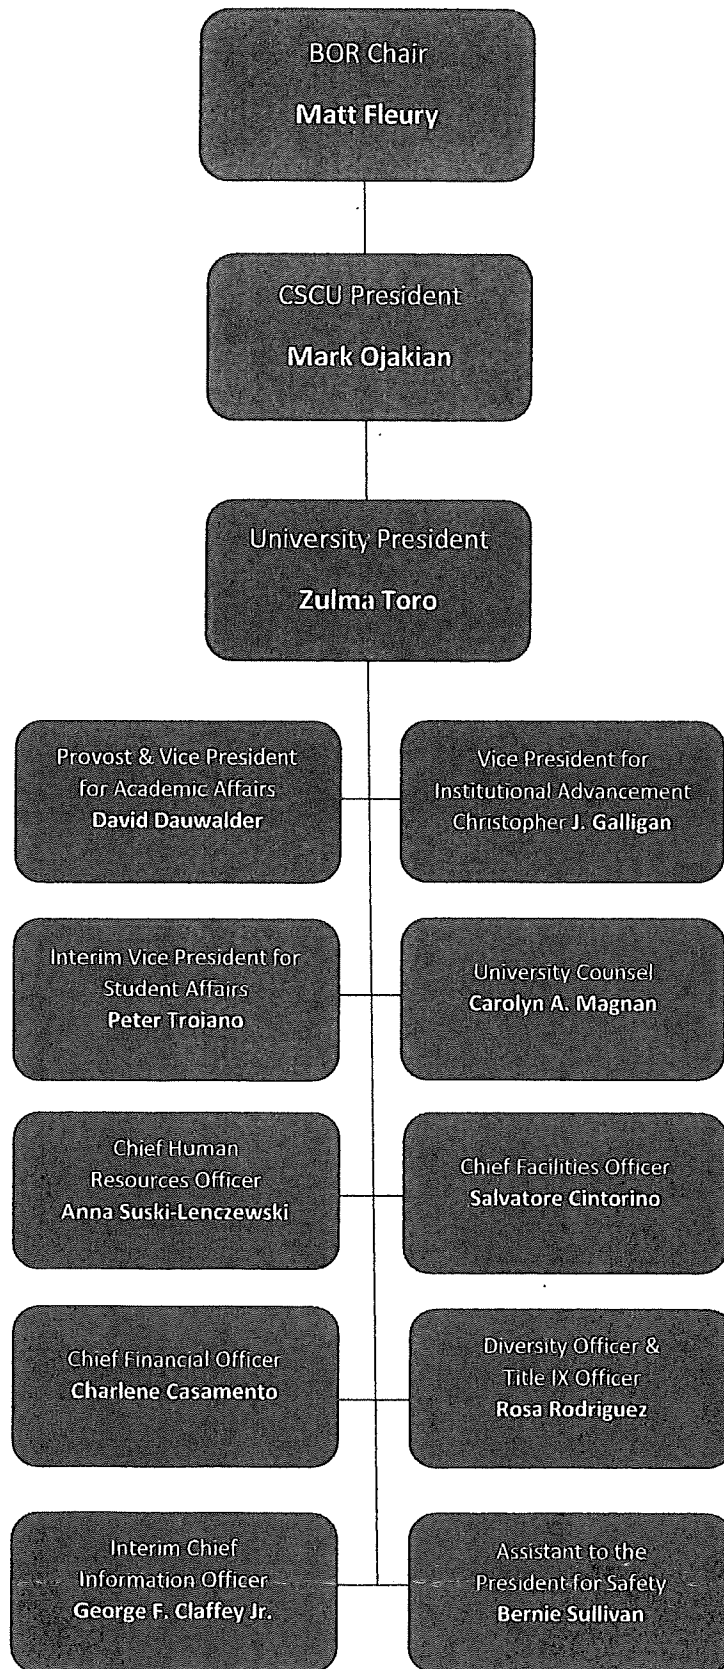 BOR Chair
Matt Fleury
CSCU President
Mark Ojakian
University President
Zulma Toro
Provost & Vice President
for Academic Affairs
David Dauwalder
Vice President for
Institutional Advancement
Christopher J. Galligan
Interim Vice President for
Student Affairs
Peter Troiano
University Counsel
Carolyn A. Magnan
Chief Human
Resources Officer
Anna Suski-Lenczewski
Chief Facilities Officer
Salvatore Cintorino
Chief Financial Officer
Charlene Casamento
Diversity Officer &
Title IX Officer
Rosa Rodriguez
Interim Chief
Information Officer
George F. Claffey Jr.
Assistant to the
President for Safety
Bernie Sullivan